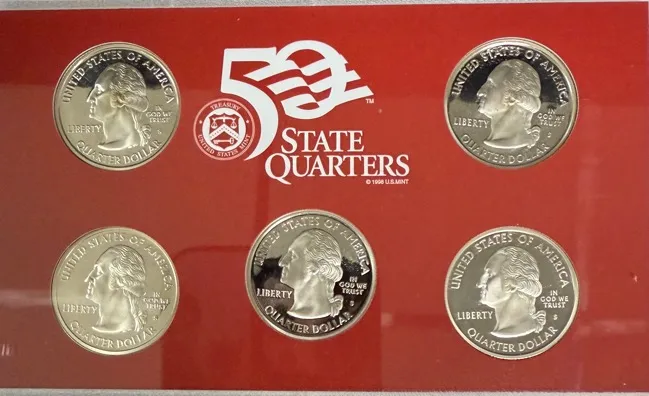 UNITED STATES OF AMERICA
LIBERTY
IN
GOD WE
TRUST
S
QUARTER DOLLAR
50
TM
STATE
QUARTERS
© 1998 U.S. MINT
TREASURY
UNITED STATES MINT
UNITED STATES OF AMERICA
LIBERTY
IN
GOD WE
TRUST
S
QUARTER DOLLAR
UNITED STATES OF AMERICA
LIBERTY
IN
GOD WE
TRUST
S
QUARTER DOLLAR
UNITED STATES OF AMERICA
LIBERTY
IN
GOD WE
TRUST
S
QUARTER DOLLAR
UNITED STATES OF AMERICA
LIBERTY
IN
GOD WE
TRUST
S
QUARTER DOLLAR